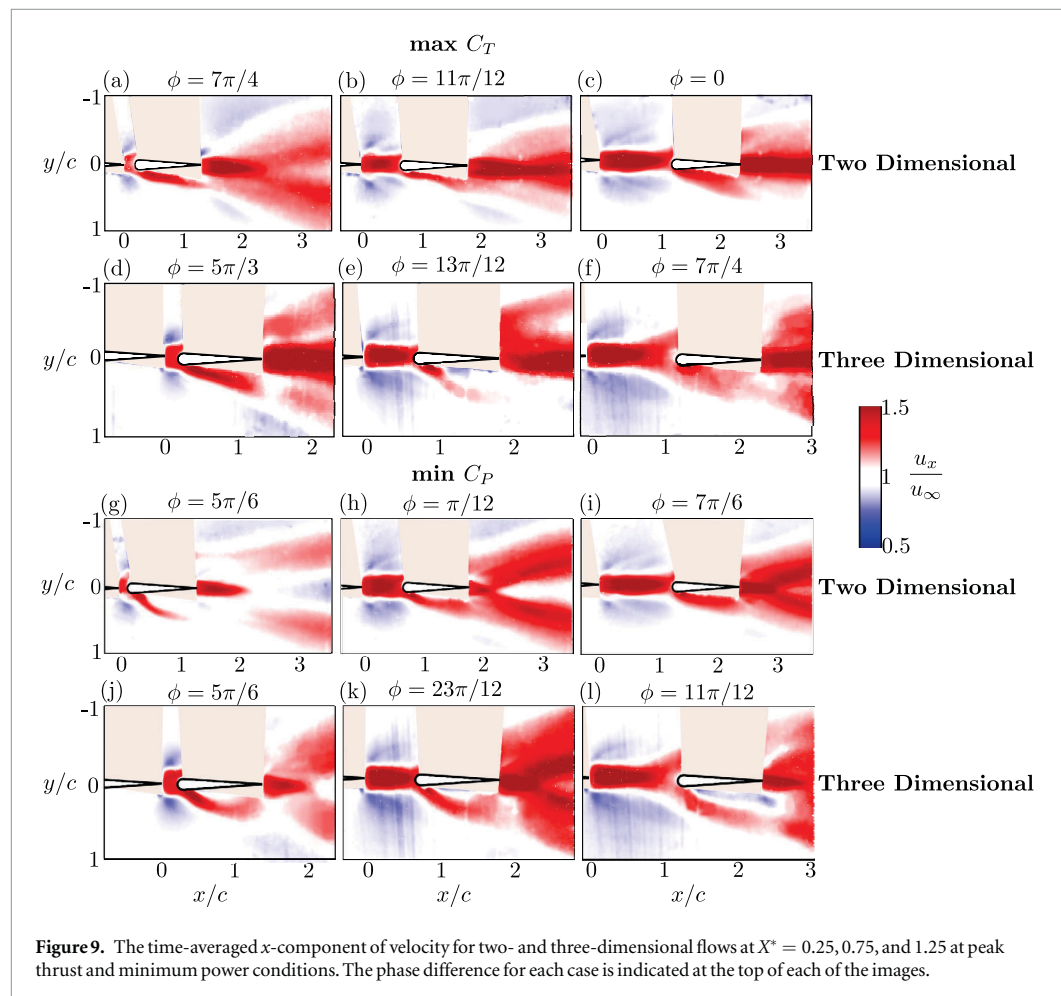 max C_T
(a) ϕ = 7π/4 (b) ϕ = 11π/12 (c) ϕ = 0
-1
y/c 0 Two Dimensional
1
0 1 2 3 0 1 2 3 0 1 2 3
(d) ϕ = 5π/3 (e) ϕ = 13π/12 (f) ϕ = 7π/4
-1
y/c 0 Three Dimensional
1
0 1 2 0 1 2 0 1 2 3
min C_P
1.5
1 u_x/u_∞
0.5
(g) ϕ = 5π/6 (h) ϕ = π/12 (i) ϕ = 7π/6
-1
y/c 0 Two Dimensional
1
0 1 2 3 0 1 2 3 0 1 2 3
(j) ϕ = 5π/6 (k) ϕ = 23π/12 (l) ϕ = 11π/12
-1
y/c 0 Three Dimensional
1
0 1 2 0 1 2 0 1 2 3
x/c x/c x/c
Figure 9. The time-averaged x-component of velocity for two- and three-dimensional flows at X* = 0.25, 0.75, and 1.25 at peak
thrust and minimum power conditions. The phase difference for each case is indicated at the top of each of the images.